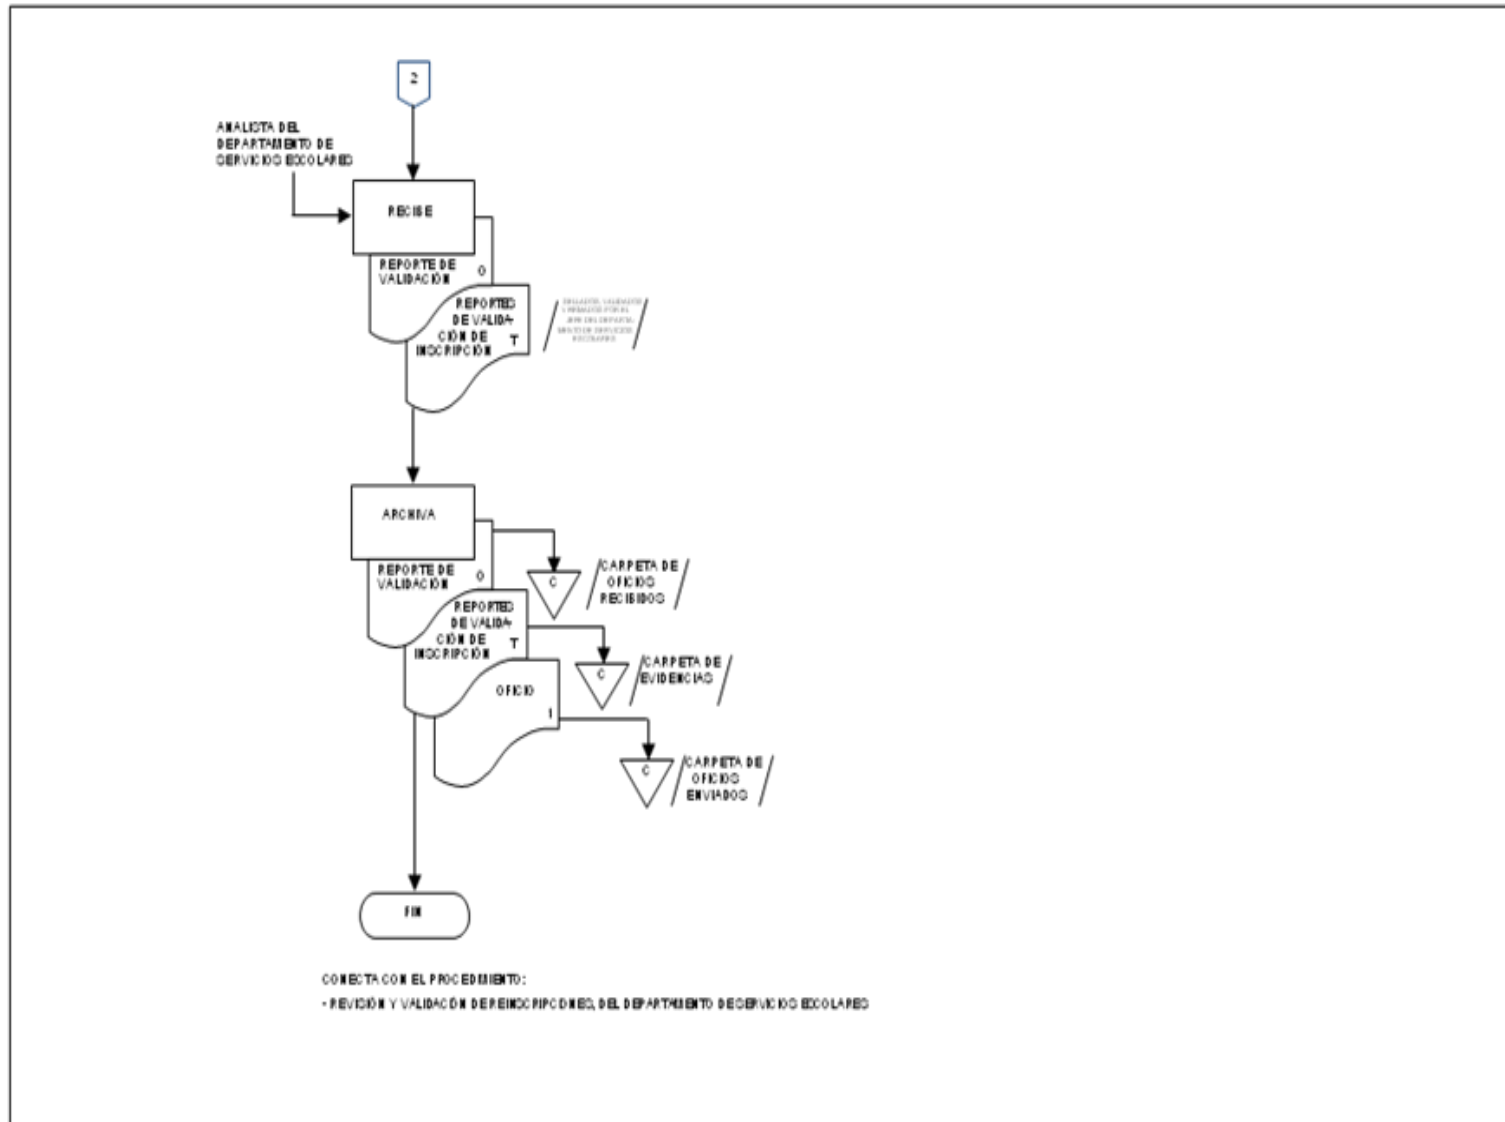 2
ANALISTA DEL
DEPARTAMENTO DE
SERVICIOS ESCOLARES
RECIBE
REPORTE DE
VALIDACIÓN
O
REPORTES
DE VALIDA-
CIÓN DE
INSCRIPCIÓN
T
ARCHIVA
REPORTE DE
VALIDACIÓN
O
C
CARPETA DE
OFICIOS
RECIBIDOS
REPORTES
DE VALIDA-
CIÓN DE
INSCRIPCIÓN
T
C
CARPETA DE
EVIDENCIAS
OFICIO
1
C
CARPETA DE
OFICIOS
ENVIADOS
FIN
CONECTA CON EL PROCEDIMIENTO:
- REVISIÓN Y VALIDACIÓN DE REINSCRIPCIONES, DEL DEPARTAMENTO DE SERVICIOS ESCOLARES